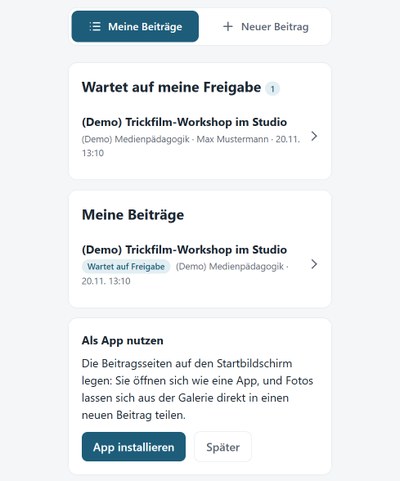 Meine Beiträge
Neuer Beitrag
Wartet auf meine Freigabe 1
(Demo) Trickfilm-Workshop im Studio
(Demo) Medienpädagogik · Max Mustermann · 20.11.
13:10
Meine Beiträge
(Demo) Trickfilm-Workshop im Studio
Wartet auf Freigabe (Demo) Medienpädagogik ·
20.11. 13:10
Als App nutzen
Die Beitragsseiten auf den Startbildschirm
legen: Sie öffnen sich wie eine App, und Fotos
lassen sich aus der Galerie direkt in einen
neuen Beitrag teilen.
App installieren
Später